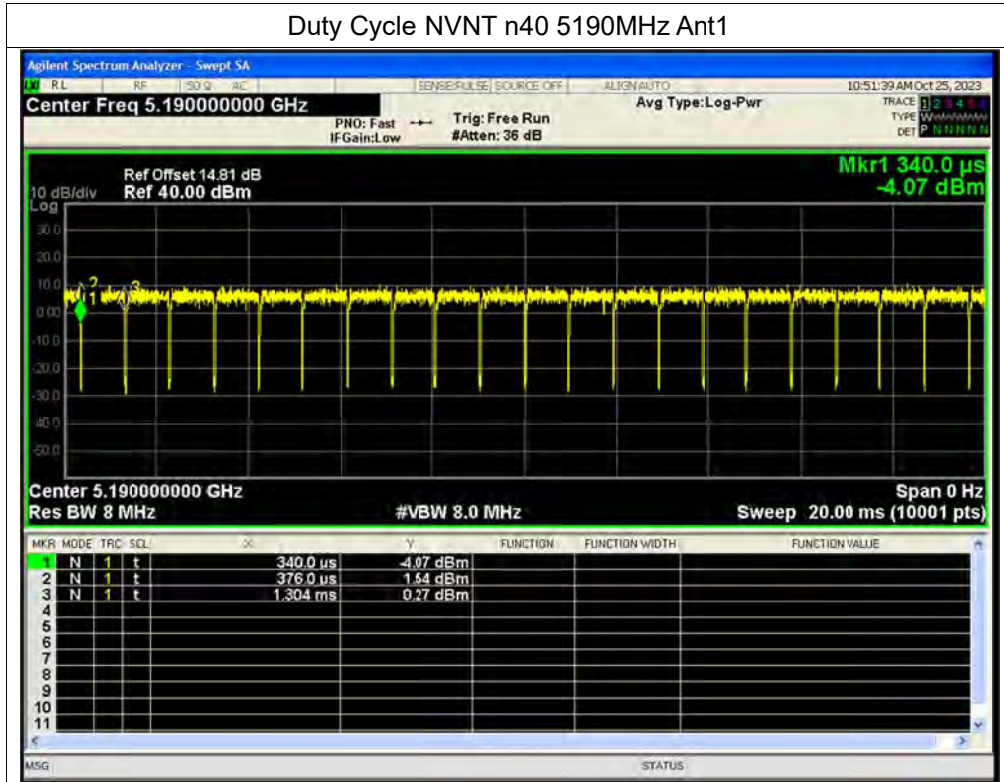 Duty Cycle NVNT n40 5190MHz Ant1
Agilent Spectrum Analyzer - Swept SA
RL RF 50 Ω AC SENSE:PULSE SOURCE OFF ALIGN AUTO 10:51:39 AM Oct 25, 2023
Center Freq 5.190000000 GHz Avg Type:Log-Pwr TRACE 1 2 3 4 5 6
PNO: Fast Trig: Free Run TYPE W
IFGain:Low #Atten: 36 dB DET P N N N N N
Mkr1 340.0 µs
Ref Offset 14.81 dB
10 dB/div Ref 40.00 dBm -4.07 dBm
Log
30.0
20.0
10.0
2 1 3
0.00
-10.0
-20.0
-30.0
-40.0
-50.0
Center 5.190000000 GHz Span 0 Hz
Res BW 8 MHz #VBW 8.0 MHz Sweep 20.00 ms (10001 pts)
MKR MODE TRC SCL X Y FUNCTION FUNCTION WIDTH FUNCTION VALUE
1 N 1 t 340.0 µs -4.07 dBm
2 N 1 t 376.0 µs 1.54 dBm
3 N 1 t 1.304 ms 0.27 dBm
4
5
6
7
8
9
10
11
MSG STATUS